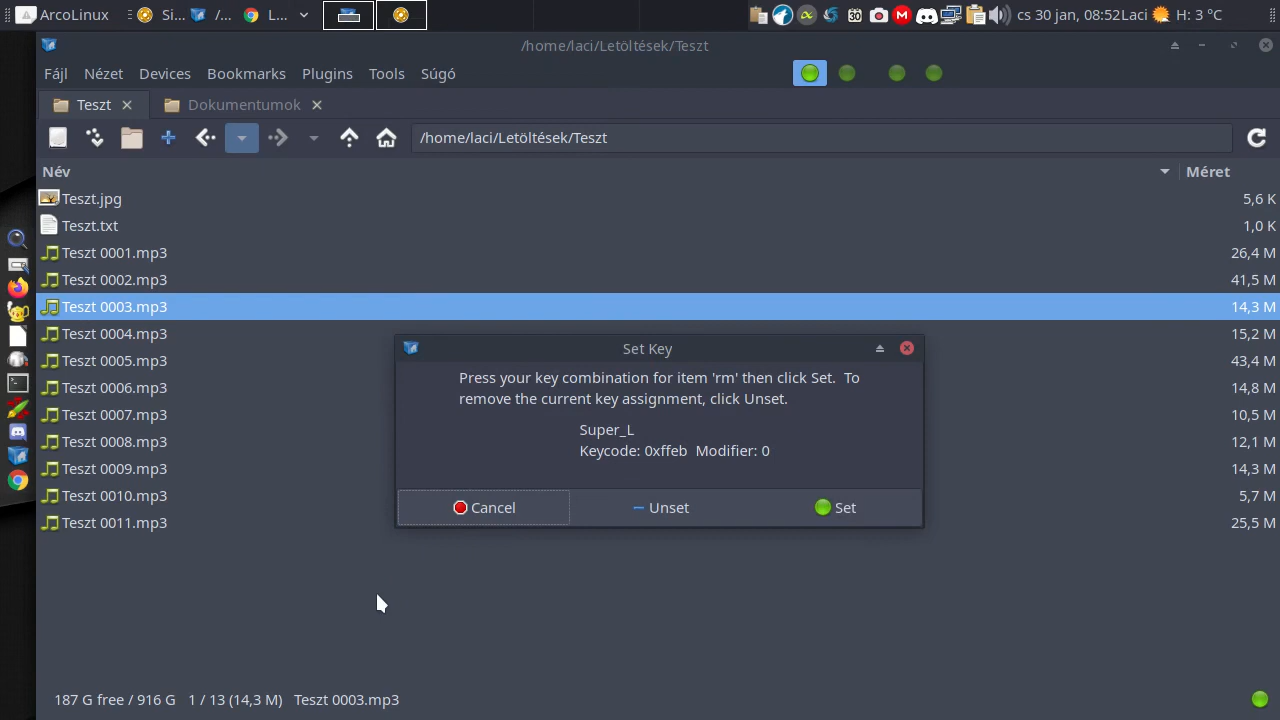 ArcoLinux Si... /... L... 30 cs 30 jan, 08:52 Laci H: 3 °C
/home/laci/Letöltések/Teszt
Fájl Nézet Devices Bookmarks Plugins Tools Súgó
Teszt Dokumentumok
/home/laci/Letöltések/Teszt
Név Méret
Teszt.jpg 5,6 K
Teszt.txt 1,0 K
Teszt 0001.mp3 26,4 M
Teszt 0002.mp3 41,5 M
Teszt 0003.mp3 14,3 M
Teszt 0004.mp3 15,2 M
Teszt 0005.mp3 43,4 M
Teszt 0006.mp3 14,8 M
Teszt 0007.mp3 10,5 M
Teszt 0008.mp3 12,1 M
Teszt 0009.mp3 14,3 M
Teszt 0010.mp3 5,7 M
Teszt 0011.mp3 25,5 M
Set Key
Press your key combination for item 'rm' then click Set. To
remove the current key assignment, click Unset.
Super_L
Keycode: 0xffeb Modifier: 0
Cancel Unset Set
187 G free / 916 G 1 / 13 (14,3 M) Teszt 0003.mp3